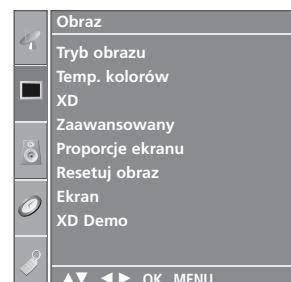 Obraz
Tryb obrazu
Temp. kolorów
XD
Zaawansowany
Proporcje ekranu
Resetuj obraz
Ekran
XD Demo
▲▼ ◄► OK MENU